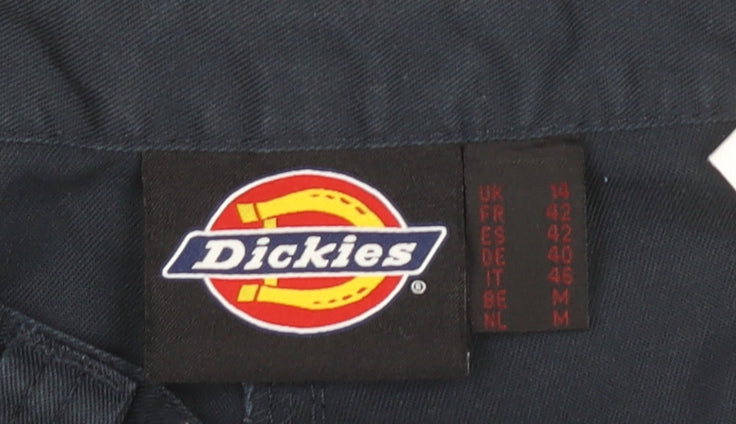 Dickies
®
UK 14
FR 42
ES 42
DE 40
IT 46
BE M
NL M